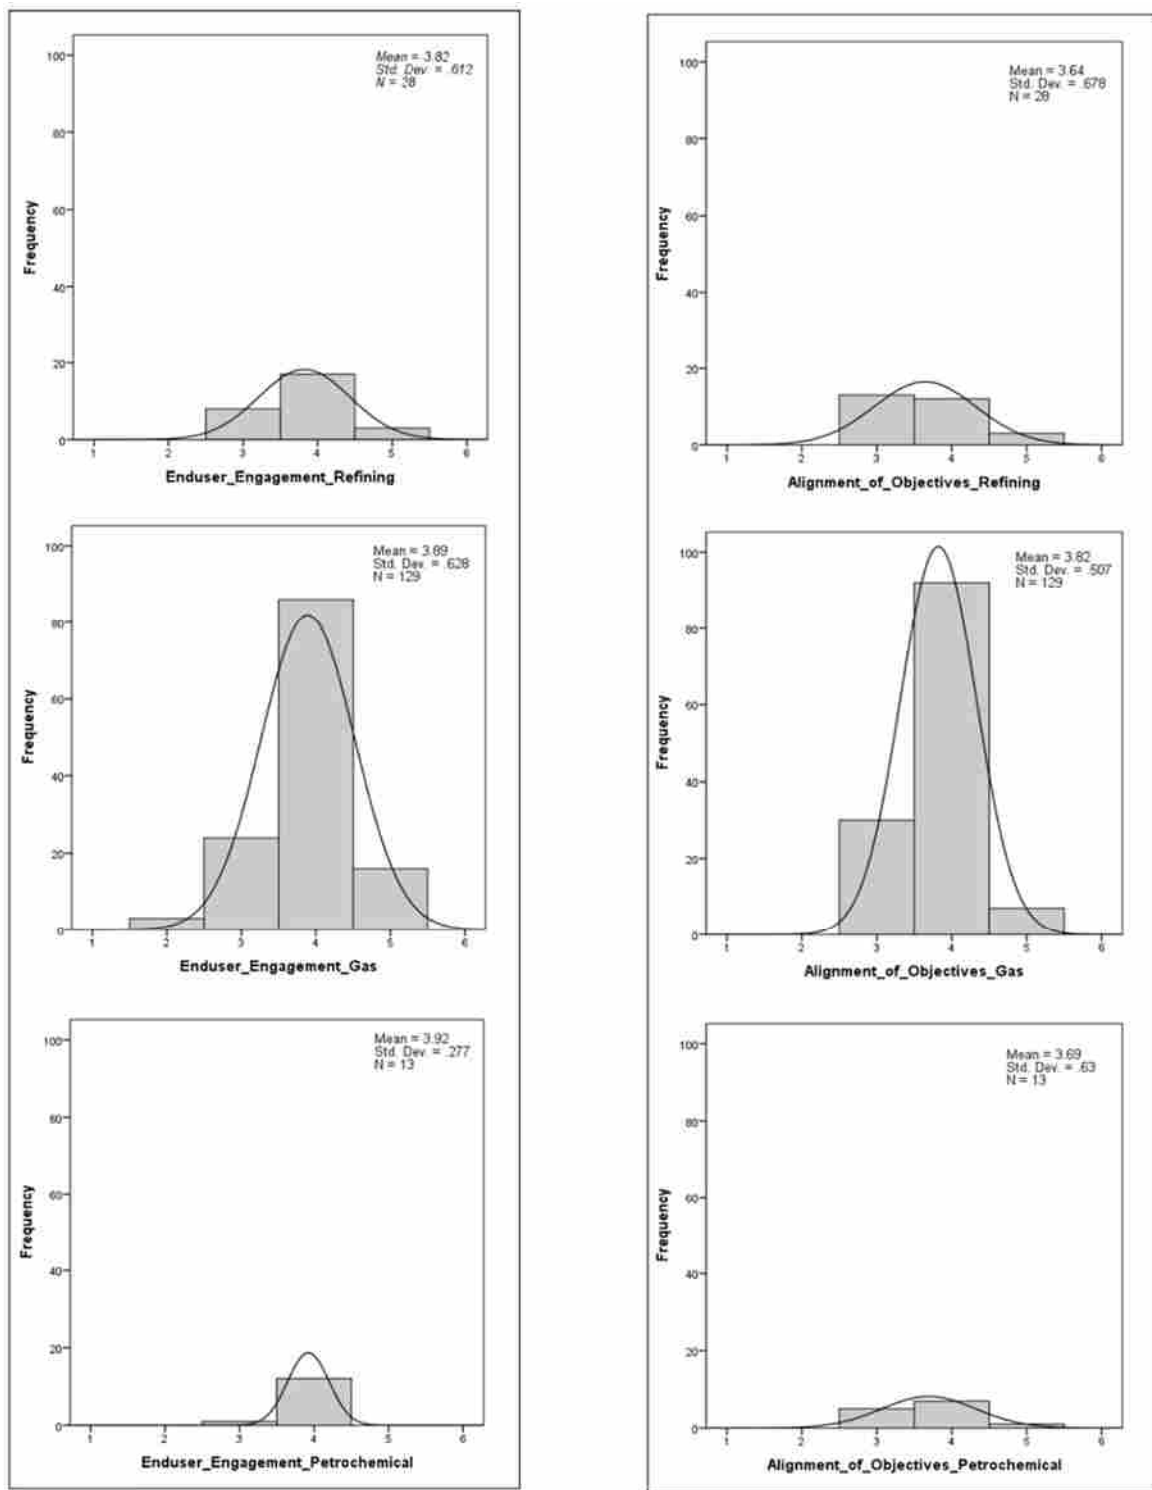 Mean = 3.82
Std. Dev. = .612
N = 28
100
80
60
40
20
0
Frequency
1 2 3 4 5 6
Enduser_Engagement_Refining
Mean = 3.64
Std. Dev. = .678
N = 28
100
80
60
40
20
0
Frequency
1 2 3 4 5 6
Alignment_of_Objectives_Refining
Mean = 3.89
Std. Dev. = .628
N = 129
100
80
60
40
20
0
Frequency
1 2 3 4 5 6
Enduser_Engagement_Gas
Mean = 3.82
Std. Dev. = .507
N = 129
100
80
60
40
20
0
Frequency
1 2 3 4 5 6
Alignment_of_Objectives_Gas
Mean = 3.92
Std. Dev. = .277
N = 13
100
80
60
40
20
0
Frequency
1 2 3 4 5 6
Enduser_Engagement_Petrochemical
Mean = 3.69
Std. Dev. = .63
N = 13
100
80
60
40
20
0
Frequency
1 2 3 4 5 6
Alignment_of_Objectives_Petrochemical